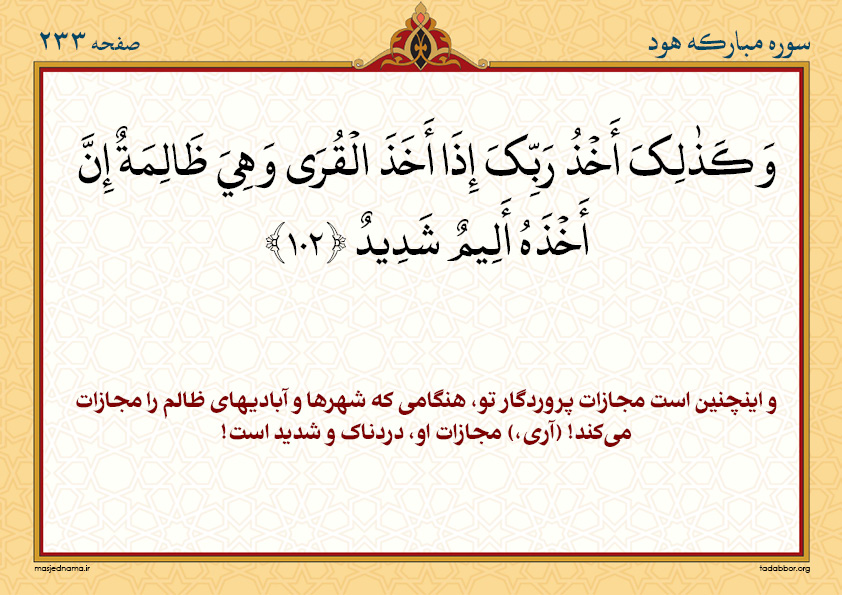 سوره مبارکه هود
صفحه ۲۳۳
وَکَذَٰلِکَ أَخْذُ رَبِّکَ إِذَا أَخَذَ الْقُرَى وَهِيَ ظَالِمَةٌ إِنَّ
أَخْذَهُ أَلِيمٌ شَدِيدٌ ﴿۱۰۲﴾
و اینچنین است مجازات پروردگار تو، هنگامی که شهرها و آبادیهای ظالم را مجازات
می‌کند! (آری،) مجازات او، دردناک و شدید است!
masjednama.ir
tadabbor.org